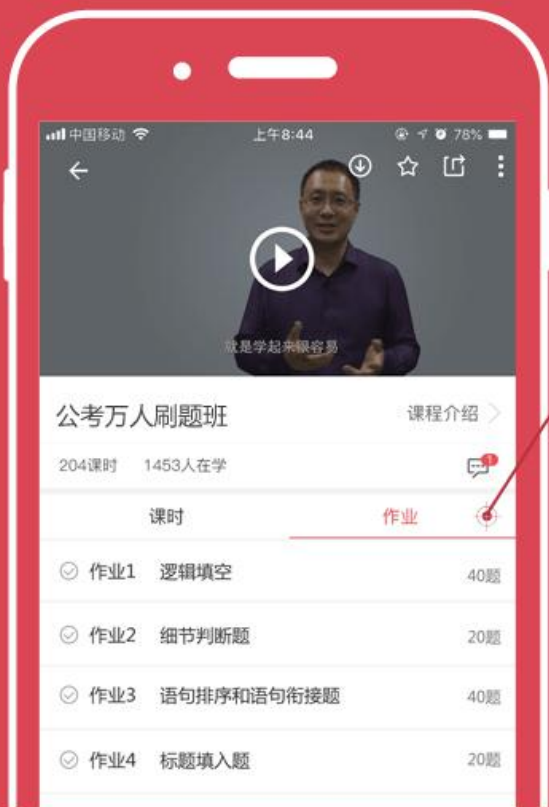 中国移动 上午8:44 78%
就是学起来很容易
公考万人刷题班 课程介绍
204课时 1453人在学 1
课时 作业
作业1 逻辑填空 40题
作业2 细节判断题 20题
作业3 语句排序和语句衔接题 40题
作业4 标题填入题 20题